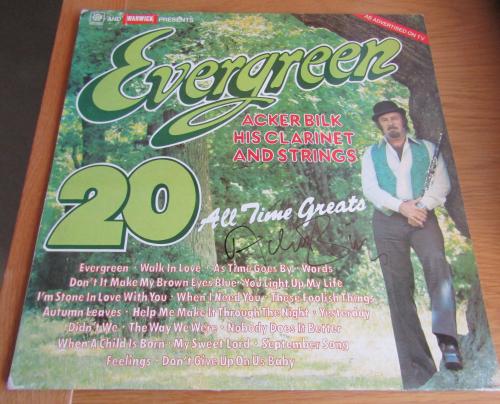 AND WARWICK PRESENTS
AS ADVERTISED ON TV
Evergreen
ACKER BILK
HIS CLARINET
AND STRINGS
20
All Time Greats
Evergreen · Walk In Love · As Time Goes By · Words
Don't It Make My Brown Eyes Blue · You Light Up My Life
I'm Stone In Love With You · When I Need You · These Foolish Things
Autumn Leaves · Help Me Make It Through The Night · Yesterday
Didn't We · The Way We Were · Nobody Does It Better
When A Child Is Born · My Sweet Lord · September Song
Feelings · Don't Give Up On Us Baby